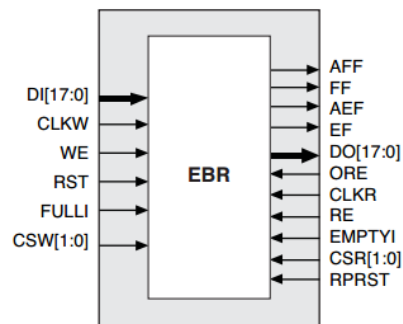 DI[17:0]
CLKW
WE
RST
FULLI
CSW[1:0]
EBR
AFF
FF
AEF
EF
DO[17:0]
ORE
CLKR
RE
EMPTYI
CSR[1:0]
RPRST